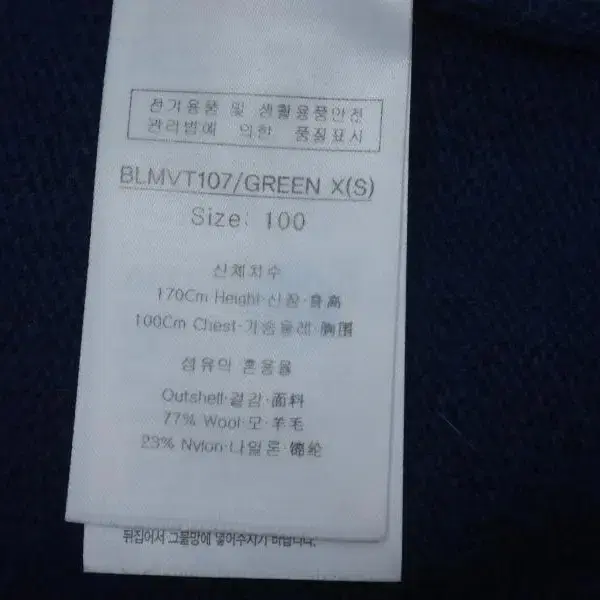 전기용품 및 생활용품안전
관리법에 의한 품질표시
BLMVT107/GREEN X(S)
Size: 100
신체치수
170Cm Height·신장·身高
100Cm Chest·가슴둘레·胸围
섬유의 혼용율
Outshell·겉감·面料
77% Wool·모·羊毛
23% Nylon·나일론·锦纶
뒤집어서 그물망에 넣어주시기 바랍니다.